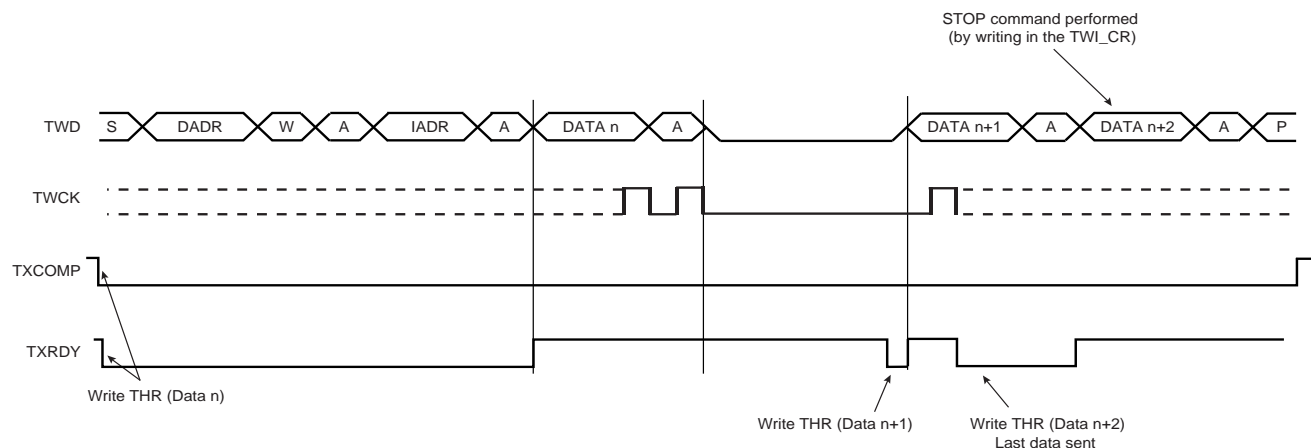 STOP command performed
(by writing in the TWI_CR)
TWD S DADR W A IADR A DATA n A DATA n+1 A DATA n+2 A P
TWCK
TXCOMP
TXRDY
Write THR (Data n)
Write THR (Data n+1)
Write THR (Data n+2)
Last data sent